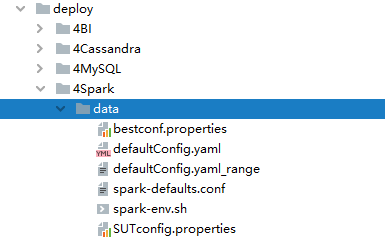 deploy
4BI
4Cassandra
4MySQL
4Spark
data
bestconf.properties
YML defaultConfig.yaml
defaultConfig.yaml_range
spark-defaults.conf
spark-env.sh
SUTconfig.properties